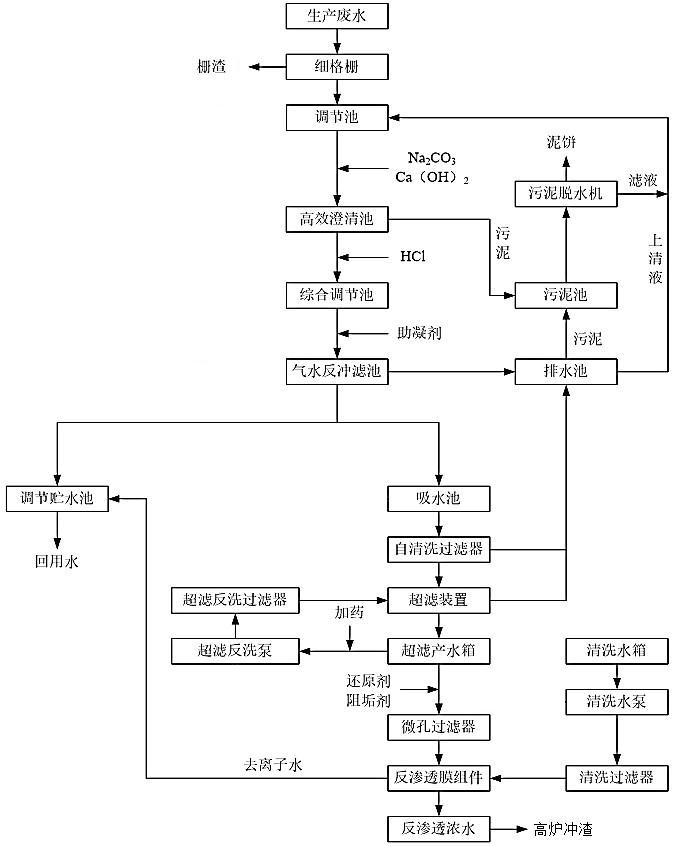 生产废水
栅渣
细格栅
调节池
Na₂CO₃
Ca（OH）₂
泥饼
污泥脱水机
滤液
高效澄清池
污
泥
上
清
液
HCl
综合调节池
污泥池
助凝剂
污泥
气水反冲滤池
排水池
调节贮水池
吸水池
回用水
自清洗过滤器
超滤反洗过滤器
超滤装置
加药
超滤反洗泵
超滤产水箱
清洗水箱
还原剂
阻垢剂
清洗水泵
微孔过滤器
去离子水
反渗透膜组件
清洗过滤器
反渗透浓水
高炉冲渣